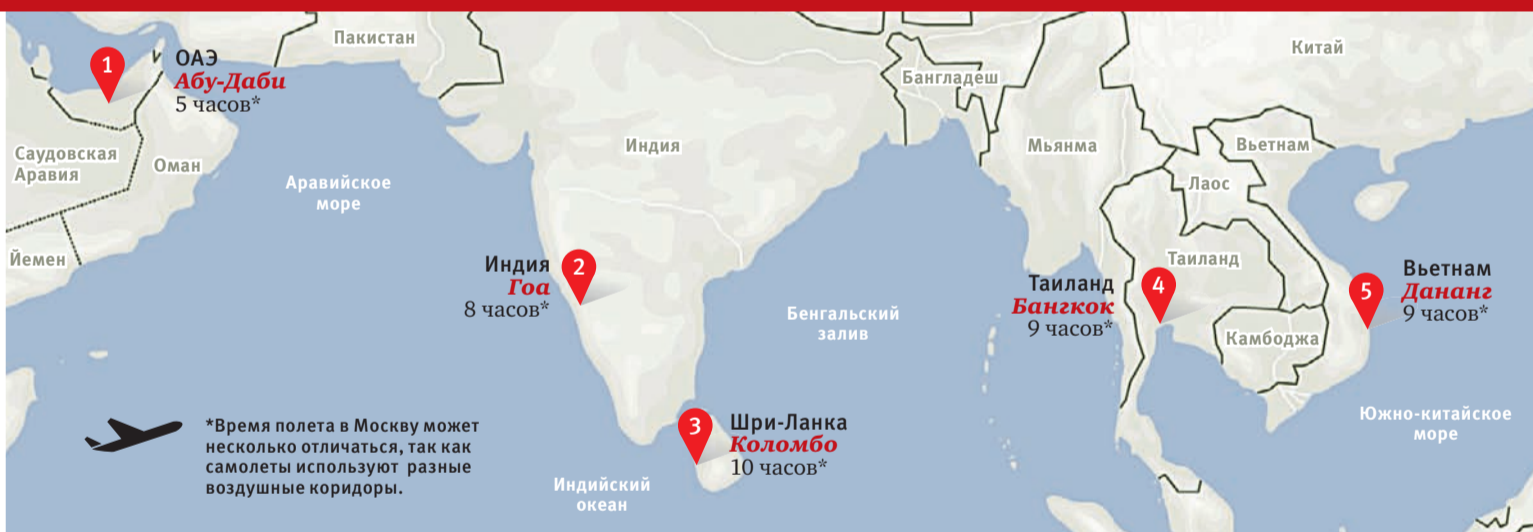 Пакистан
Китай
1
ОАЭ
Абу-Даби
5 часов*
Бангладеш
Саудовская
Аравия
Оман
Индия
Мьянма
Вьетнам
Лаос
Аравийское
море
Йемен
Индия
Гоа
8 часов*
2
Таиланд
Таиланд
Бангкок
9 часов*
4
5
Вьетнам
Дананг
9 часов*
Бенгальский
залив
Камбоджа
*Время полета в Москву может
несколько отличаться, так как
самолеты используют разные
воздушные коридоры.
3
Шри-Ланка
Коломбо
10 часов*
Южно-китайское
море
Индийский
океан